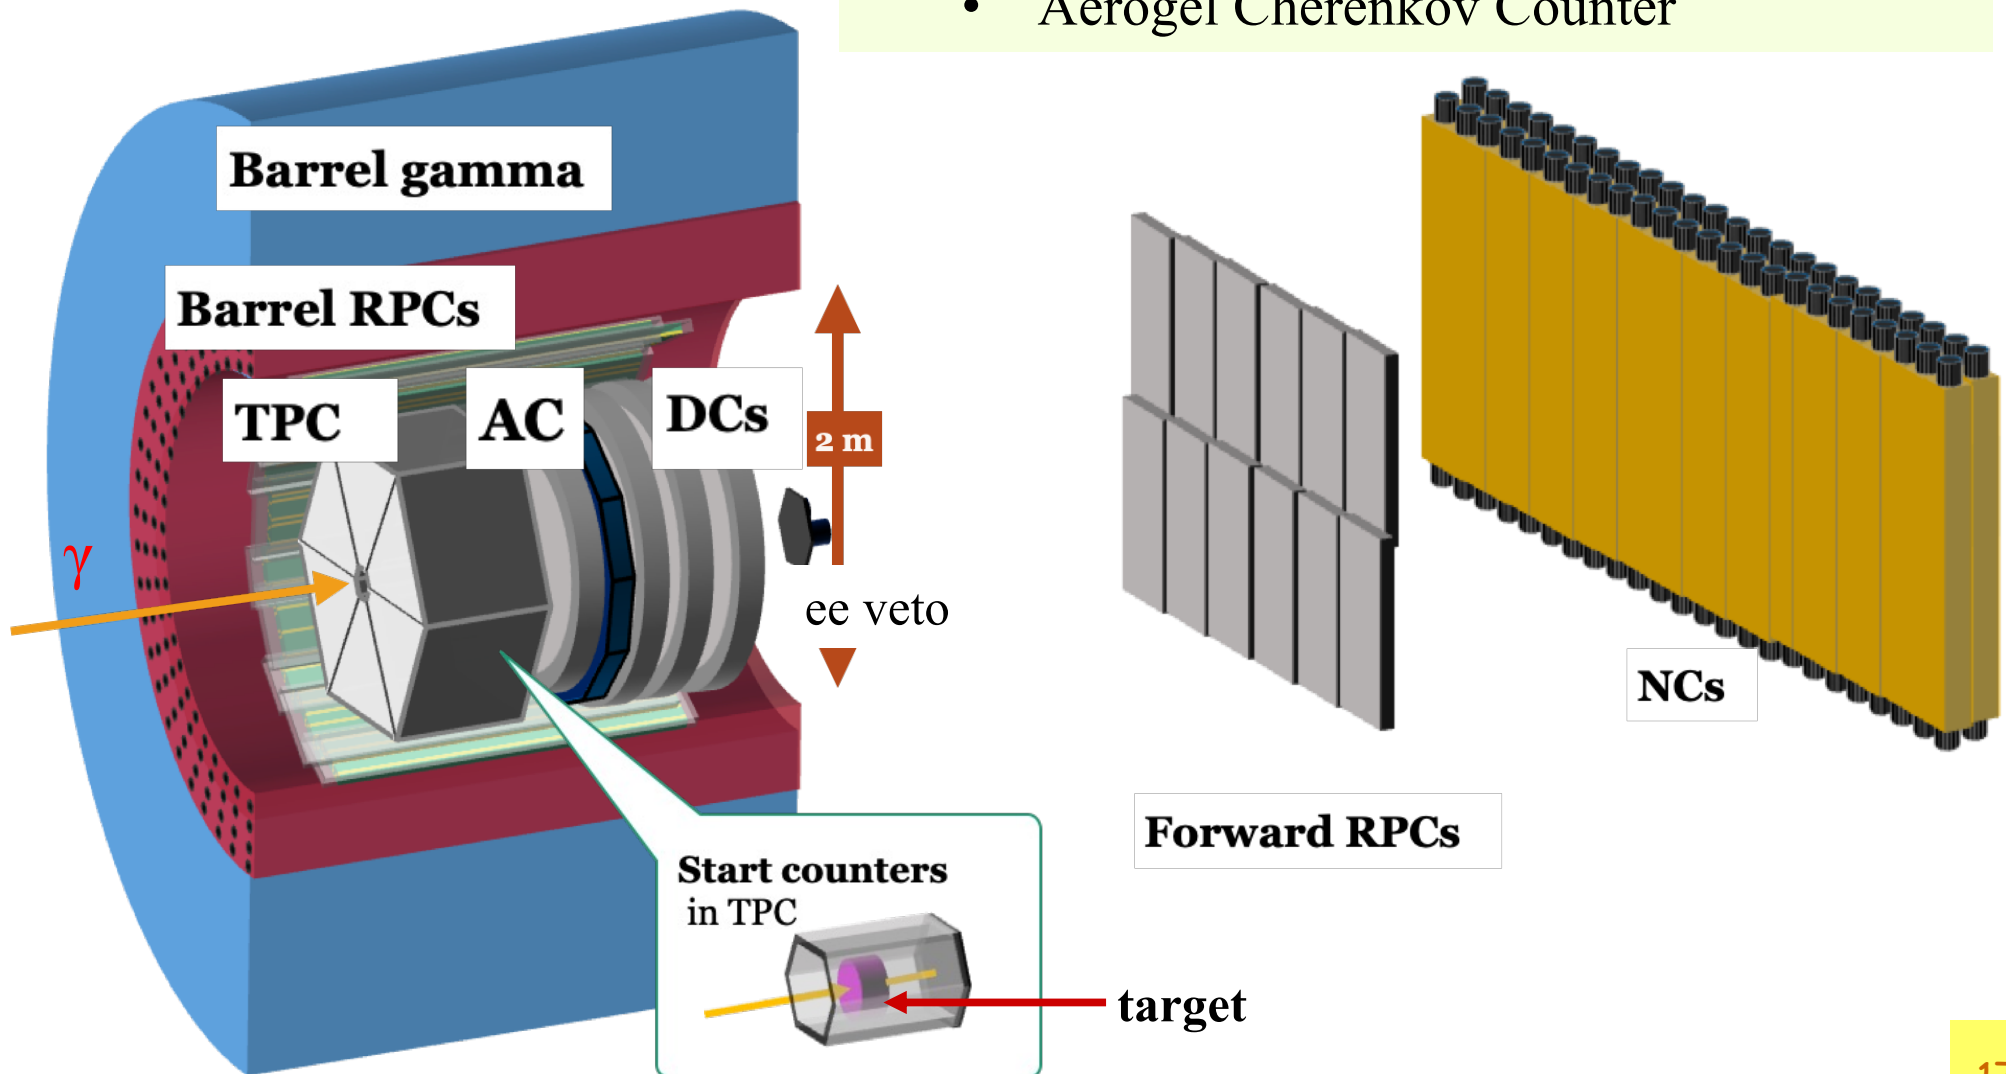 • Aerogel Cherenkov Counter
Barrel gamma
Barrel RPCs
TPC
AC
DCs
2 m
γ
ee veto
NCs
Forward RPCs
Start counters
in TPC
target